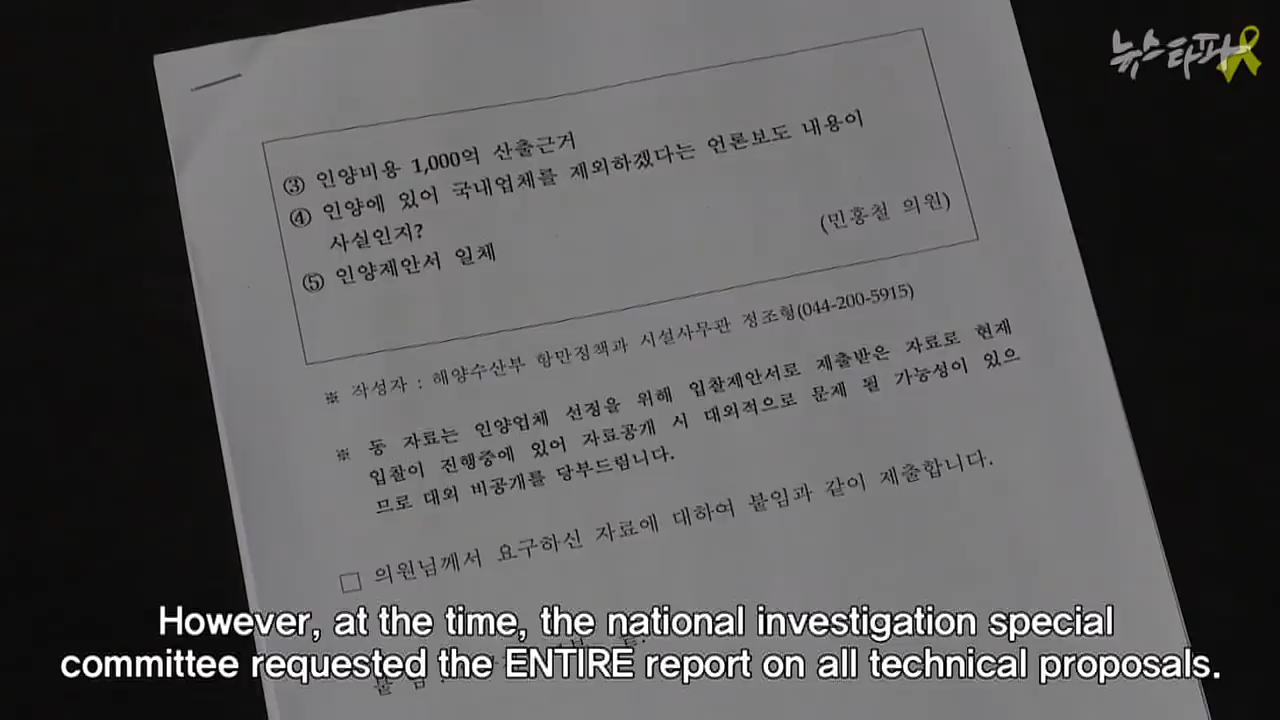 뉴스타파
③ 인양비용 1,000억 산출근거
④ 인양에 있어 국내업체를 제외하겠다는 언론보도 내용이
사실인지?
⑤ 인양제안서 일체
(민홍철 의원)
※ 작성자 : 해양수산부 항만정책과 시설사무관 정조형(044-200-5915)
※ 동 자료는 인양업체 선정을 위해 입찰제안서로 제출받은 자료로 현재
입찰이 진행중에 있어 자료공개 시 대외적으로 문제 될 가능성이 있으
므로 대외 비공개를 당부드립니다.
□ 의원님께서 요구하신 자료에 대하여 붙임과 같이 제출합니다.
However, at the time, the national investigation special
committee requested the ENTIRE report on all technical proposals.